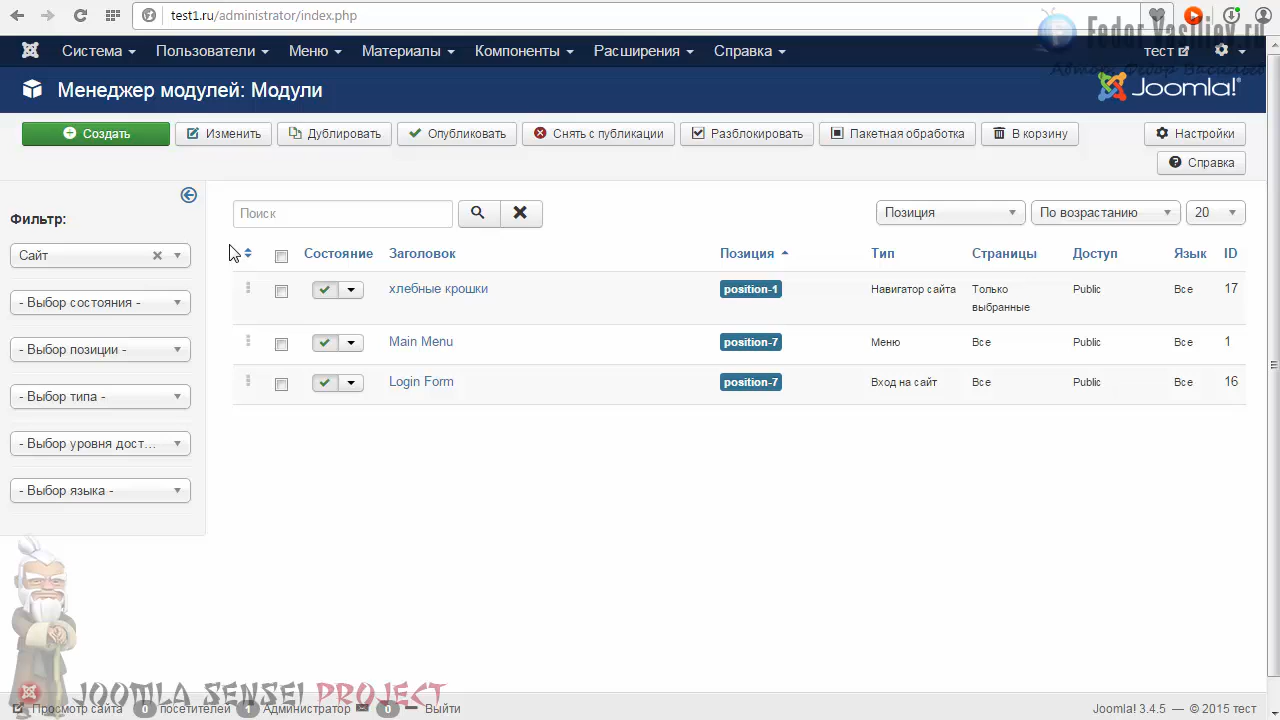 test1.ru/administrator/index.php
Fedor Vasiliev.ru
Автор: Федор Васильев
Система Пользователи Меню Материалы Компоненты Расширения Справка тест
Менеджер модулей: Модули
Joomla!®
Создать Изменить Дублировать Опубликовать Снять с публикации Разблокировать Пакетная обработка В корзину Настройки
Справка
Фильтр:
Сайт
- Выбор состояния -
- Выбор позиции -
- Выбор типа -
- Выбор уровня дост...
- Выбор языка -
Поиск Позиция По возрастанию 20
Состояние Заголовок Позиция Тип Страницы Доступ Язык ID
хлебные крошки position-1 Навигатор сайта Только выбранные Public Все 17
Main Menu position-7 Меню Все Public Все 1
Login Form position-7 Вход на сайт Все Public Все 16
JOOMLA SENSEI PROJECT
Просмотр сайта 0 посетителей 1 Администратор 0 Выйти
Joomla! 3.4.5 — © 2015 тест